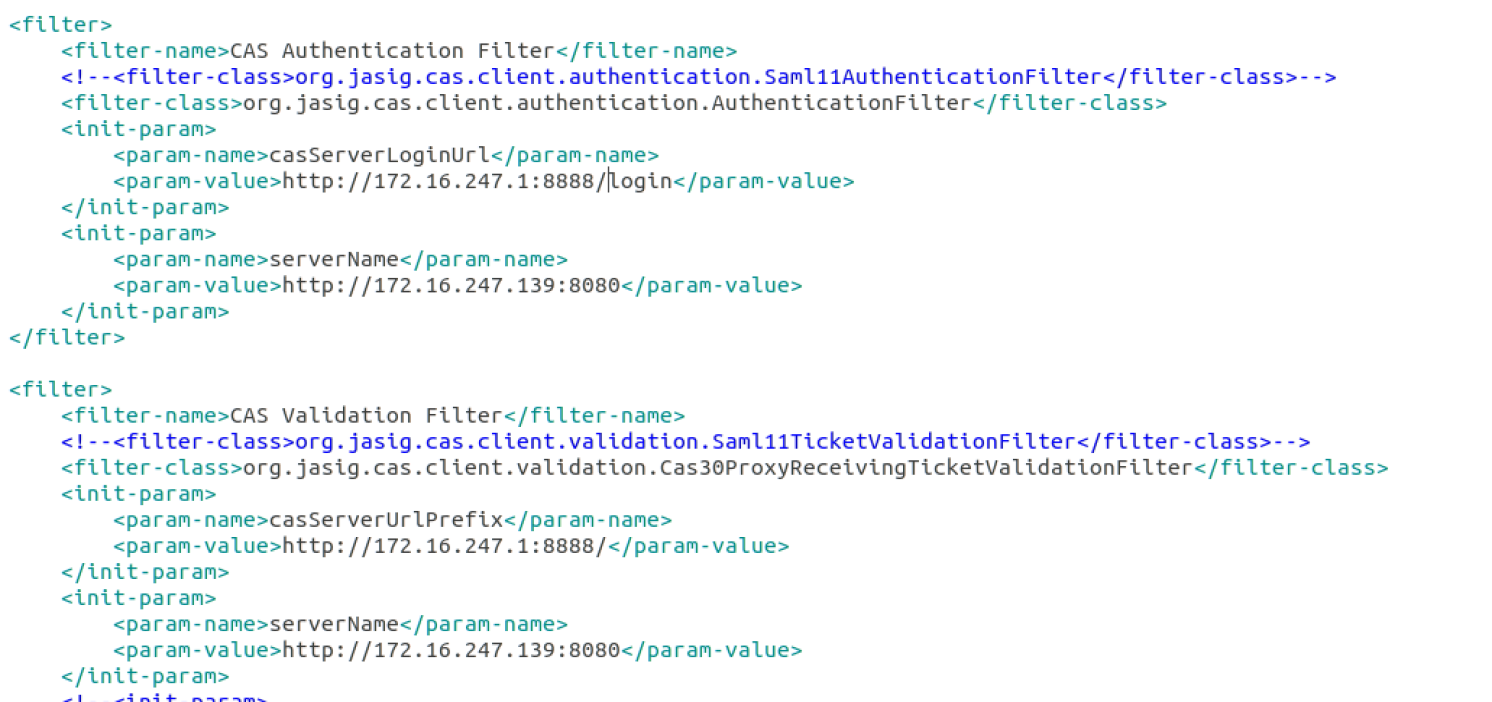 <filter>
    <filter-name>CAS Authentication Filter</filter-name>
    <!--<filter-class>org.jasig.cas.client.authentication.Saml11AuthenticationFilter</filter-class>-->
    <filter-class>org.jasig.cas.client.authentication.AuthenticationFilter</filter-class>
    <init-param>
        <param-name>casServerLoginUrl</param-name>
        <param-value>http://172.16.247.1:8888/login</param-value>
    </init-param>
    <init-param>
        <param-name>serverName</param-name>
        <param-value>http://172.16.247.139:8080</param-value>
    </init-param>
</filter>

<filter>
    <filter-name>CAS Validation Filter</filter-name>
    <!--<filter-class>org.jasig.cas.client.validation.Saml11TicketValidationFilter</filter-class>-->
    <filter-class>org.jasig.cas.client.validation.Cas30ProxyReceivingTicketValidationFilter</filter-class>
    <init-param>
        <param-name>casServerUrlPrefix</param-name>
        <param-value>http://172.16.247.1:8888/</param-value>
    </init-param>
    <init-param>
        <param-name>serverName</param-name>
        <param-value>http://172.16.247.139:8080</param-value>
    </init-param>
    <!--<init-param>